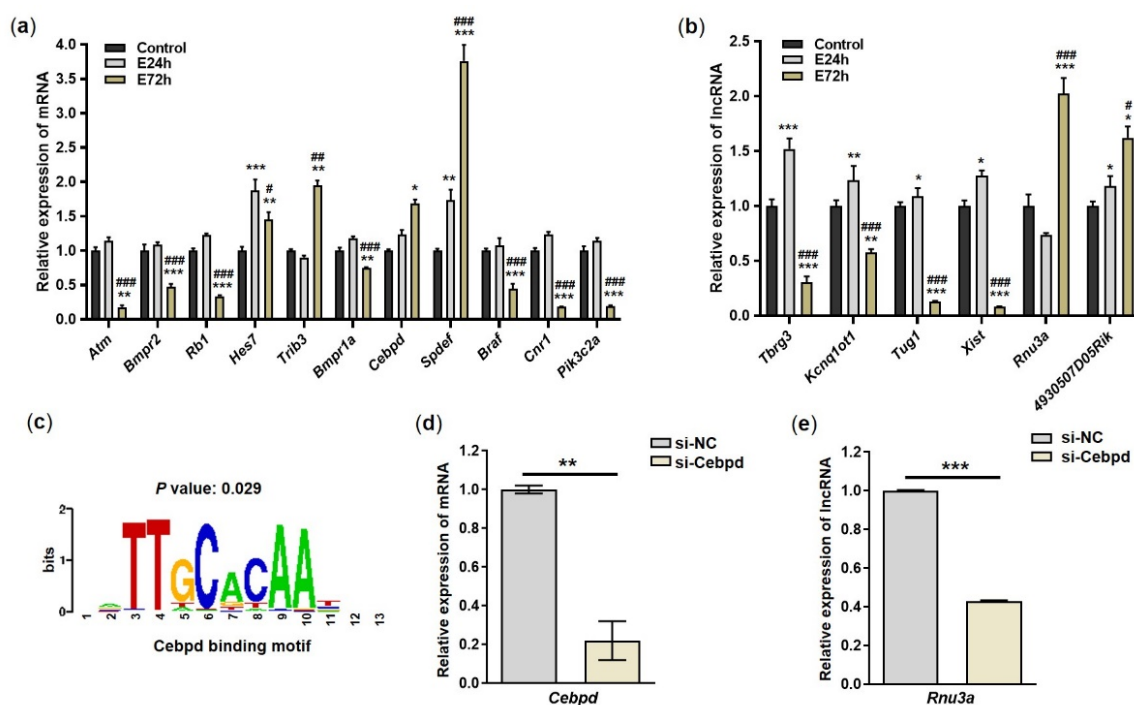 (a)
Relative expression of mRNA
4.0
3.5
3.0
2.5
2.0
1.5
1.0
0.5
0.0
Control
E24h
E72h
###
**
###
***
###
***
***
#
**
##
**
###
**
*
**
###
***
###
***
###
***
###
***
Atm
Bmpr2
Rb1
Hes7
Trib3
Bmpr1a
Cebpd
Spdef
Braf
Cnr1
Pik3c2a
(b)
Relative expression of lncRNA
2.5
2.0
1.5
1.0
0.5
0.0
Control
E24h
E72h
***
###
***
**
###
**
*
###
***
*
###
***
###
***
*
#
*
Tbrg3
Kcnq1ot1
Tug1
Xist
Rnu3a
4930507D05Rik
(c)
P value: 0.029
bits
2
1
0
TTGCACAA
1 2 3 4 5 6 7 8 9 10 11 12 13
Cebpd binding motif
(d)
si-NC
si-Cebpd
Relative expression of mRNA
1.2
1.0
0.8
0.6
0.4
0.2
0.0
**
Cebpd
(e)
si-NC
si-Cebpd
Relative expression of lncRNA
1.2
1.0
0.8
0.6
0.4
0.2
0.0
***
Rnu3a